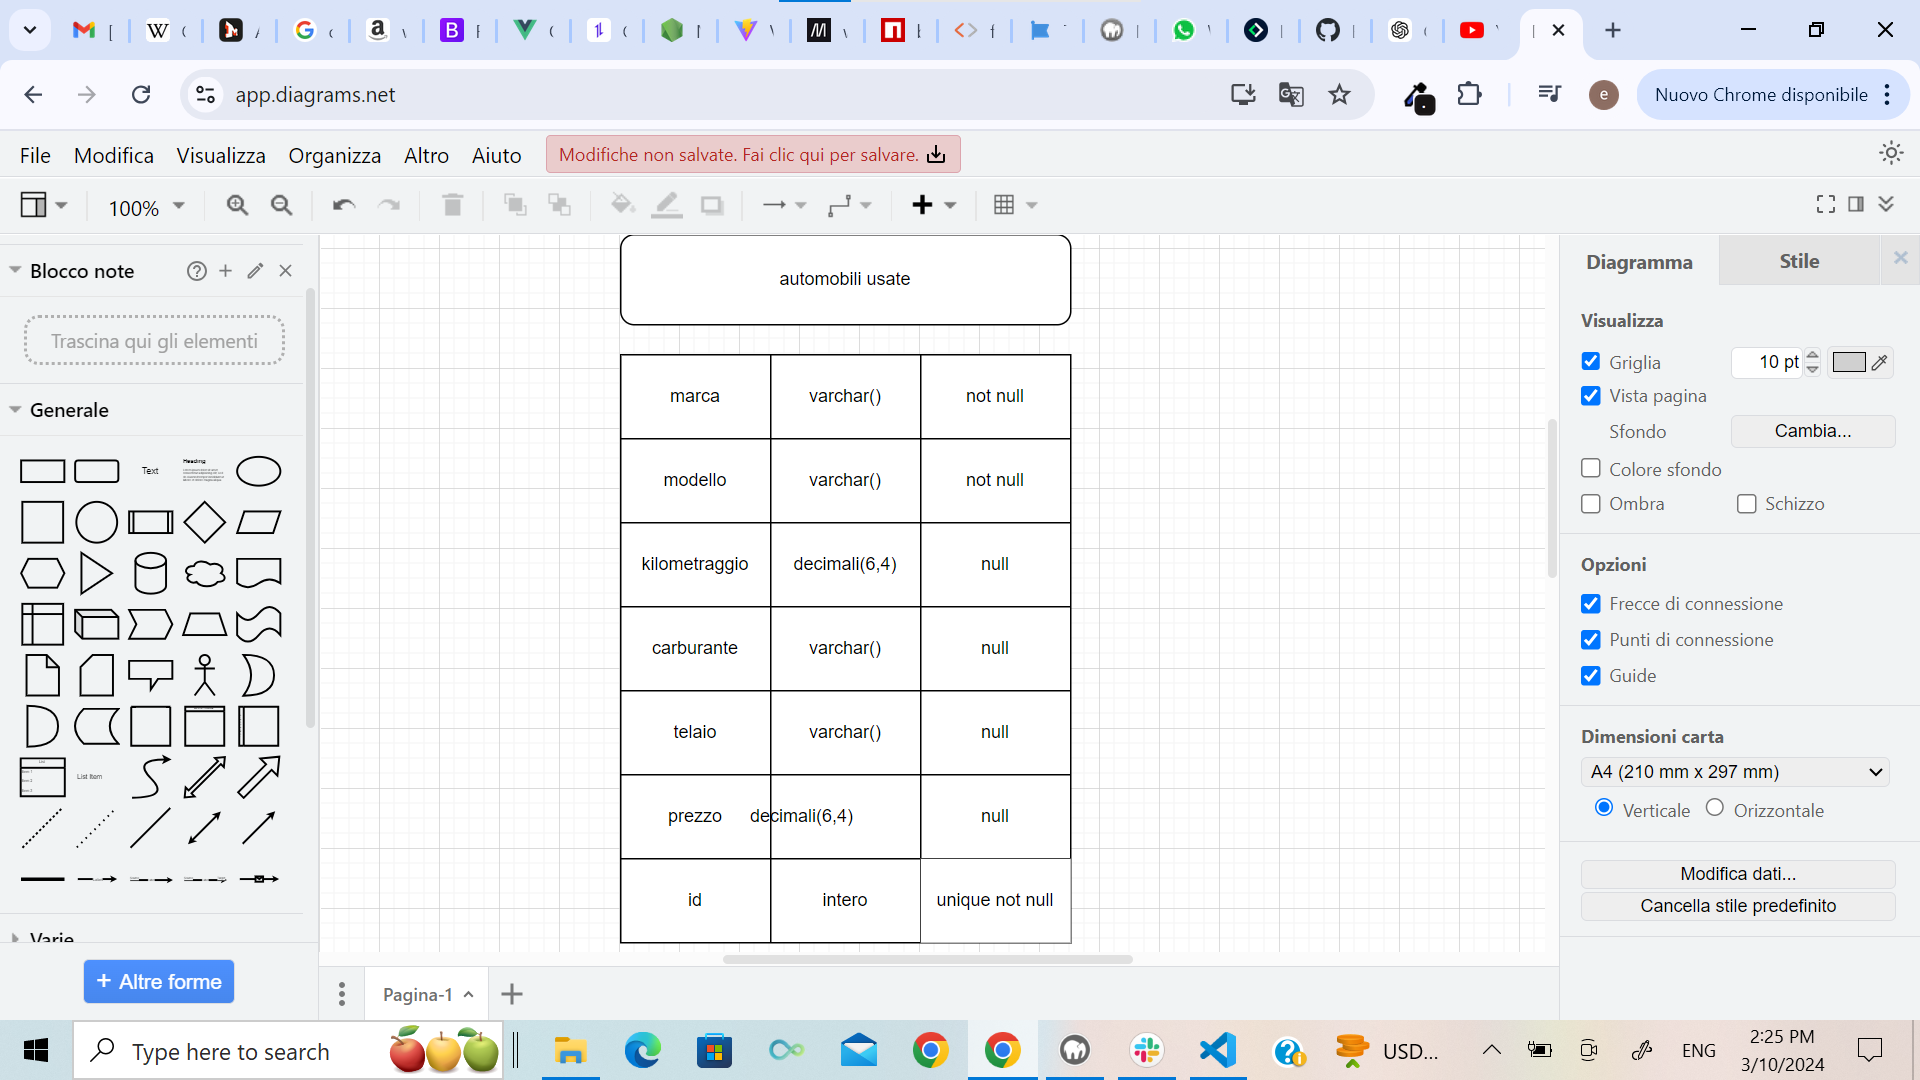 app.diagrams.net
Nuovo Chrome disponibile
e
File Modifica Visualizza Organizza Altro Aiuto
Modifiche non salvate. Fai clic qui per salvare.
100%
Blocco note
Trascina qui gli elementi
Generale
Text
Heading
List Item
Varie
+ Altre forme
automobili usate
marca varchar() not null
modello varchar() not null
kilometraggio decimali(6,4) null
carburante varchar() null
telaio varchar() null
prezzo decimali(6,4) null
id intero unique not null
Pagina-1
Diagramma Stile
Visualizza
Griglia 10 pt
Vista pagina
Sfondo Cambia...
Colore sfondo
Ombra Schizzo
Opzioni
Frecce di connessione
Punti di connessione
Guide
Dimensioni carta
A4 (210 mm x 297 mm)
Verticale Orizzontale
Modifica dati...
Cancella stile predefinito
Type here to search
USD...
ENG
2:25 PM
3/10/2024